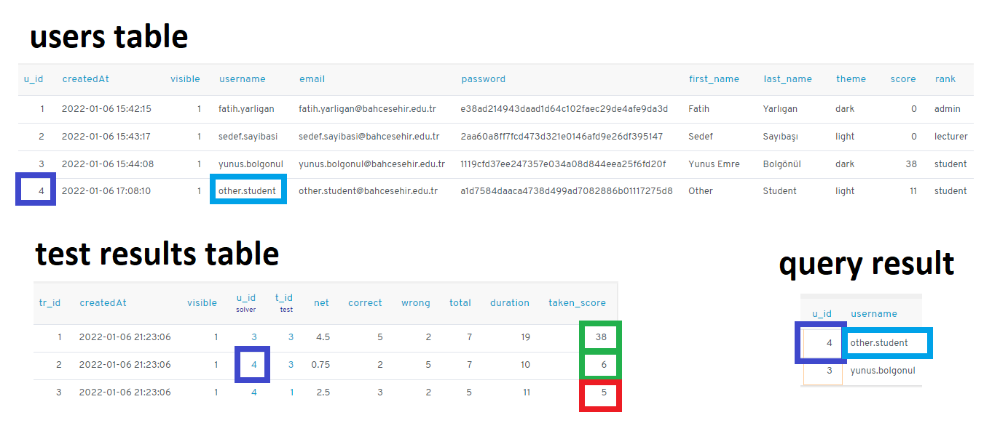 users table
u_id createdAt visible username email password first_name last_name theme score rank
1 2022-01-06 15:42:15 1 fatih.yarligan fatih.yarligan@bahcesehir.edu.tr e38ad214943daad1d64c102faec29de4afe9da3d Fatih Yarlıgan dark 0 admin
2 2022-01-06 15:43:17 1 sedef.sayibasi sedef.sayibasi@bahcesehir.edu.tr 2aa60a8ff7fcd473d321e0146afd9e26df395147 Sedef Sayıbaşı light 0 lecturer
3 2022-01-06 15:44:08 1 yunus.bolgonul yunus.bolgonul@bahcesehir.edu.tr 1119cfd37ee247357e034a08d844eea25f6fd20f Yunus Emre Bolgönül dark 38 student
4 2022-01-06 17:08:10 1 other.student other.student@bahcesehir.edu.tr a1d7584daaca4738d499ad7082886b01117275d8 Other Student light 11 student
test results table
tr_id createdAt visible u_id solver t_id test net correct wrong total duration taken_score
1 2022-01-06 21:23:06 1 3 3 4.5 5 2 7 19 38
2 2022-01-06 21:23:06 1 4 3 0.75 2 5 7 10 6
3 2022-01-06 21:23:06 1 4 1 2.5 3 2 5 11 5
query result
u_id username
4 other.student
3 yunus.bolgonul